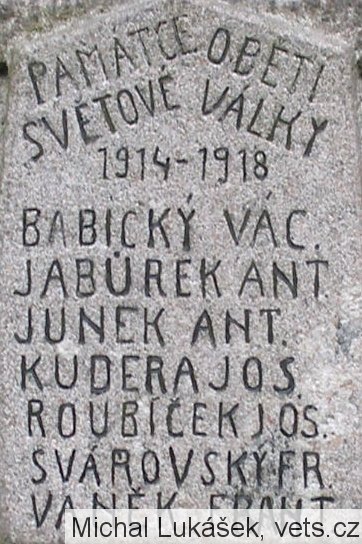 PAMÁTCE OBĚTÍ
SVĚTOVÉ VÁLKY
1914-1918
BABICKÝ VÁC.
JABŮREK ANT.
JUNEK ANT.
KUDERA JOS.
ROUBÍČEK JOS.
SVÁROVSKÝ FR.
VANĚK
Michal Lukášek, vets.cz